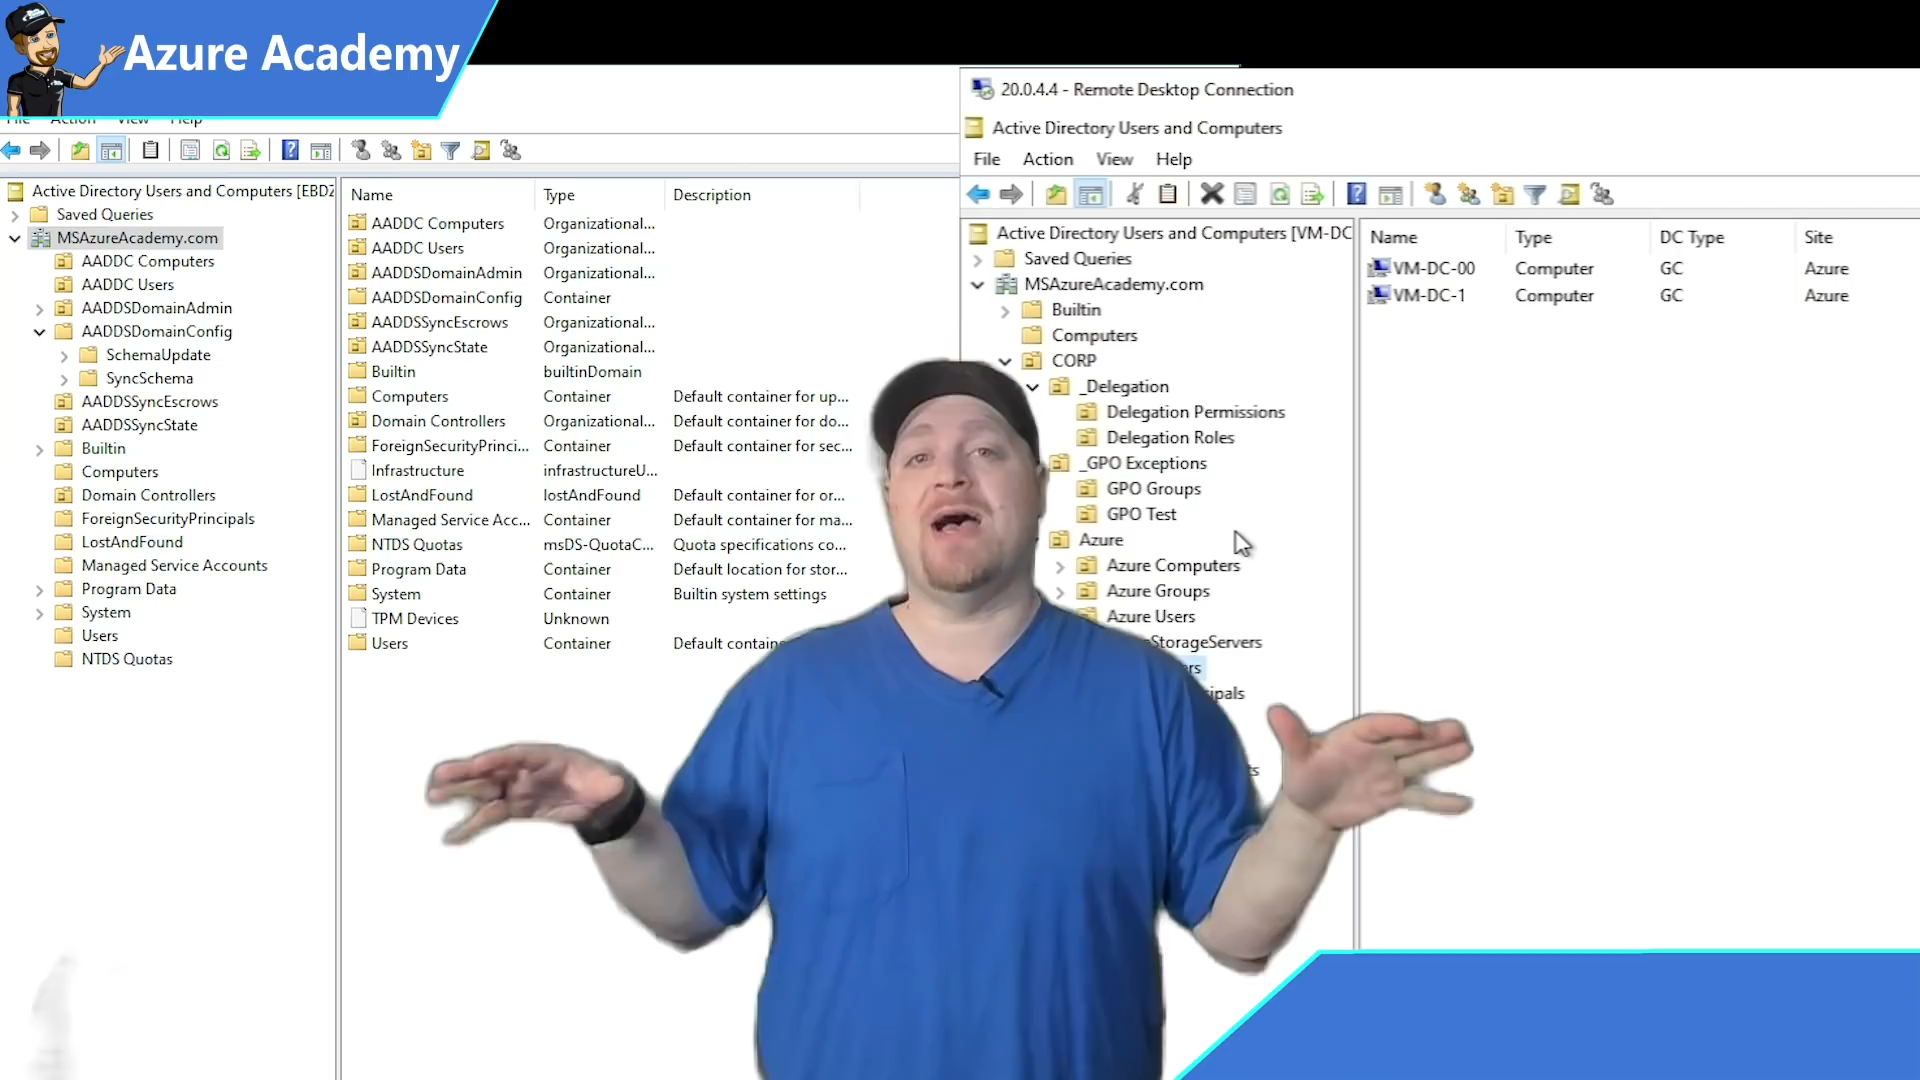 Azure Academy
File Action View Help
Active Directory Users and Computers [EBDZ
Saved Queries
MSAzureAcademy.com
AADDC Computers
AADDC Users
AADDSDomainAdmin
AADDSDomainConfig
SchemaUpdate
SyncSchema
AADDSSyncEscrows
AADDSSyncState
Builtin
Computers
Domain Controllers
ForeignSecurityPrincipals
LostAndFound
Managed Service Accounts
Program Data
System
Users
NTDS Quotas
Name Type Description
AADDC Computers Organizational...
AADDC Users Organizational...
AADDSDomainAdmin Organizational...
AADDSDomainConfig Container
AADDSSyncEscrows Organizational...
AADDSSyncState Organizational...
Builtin builtinDomain
Computers Container Default container for up...
Domain Controllers Organizational... Default container for do...
ForeignSecurityPrinci... Container Default container for sec...
Infrastructure infrastructureU...
LostAndFound lostAndFound Default container for or...
Managed Service Acc... Container Default container for ma...
NTDS Quotas msDS-QuotaC... Quota specifications co...
Program Data Container Default location for stor...
System Container Builtin system settings
TPM Devices Unknown
Users Container Default containe
20.0.4.4 - Remote Desktop Connection
Active Directory Users and Computers
File Action View Help
Active Directory Users and Computers [VM-DC
Saved Queries
MSAzureAcademy.com
Builtin
Computers
CORP
_Delegation
Delegation Permissions
Delegation Roles
_GPO Exceptions
GPO Groups
GPO Test
Azure
Azure Computers
Azure Groups
Azure Users
StorageServers
ers
cipals
ts
Name Type DC Type Site
VM-DC-00 Computer GC Azure
VM-DC-1 Computer GC Azure